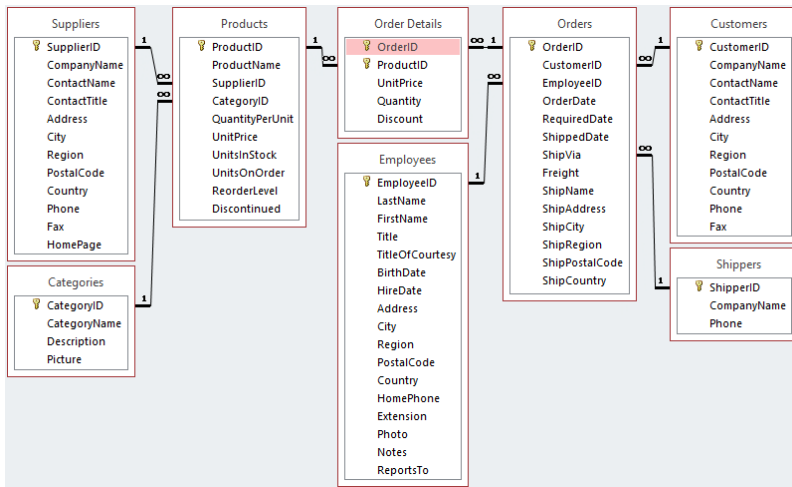 Suppliers
SupplierID
CompanyName
ContactName
ContactTitle
Address
City
Region
PostalCode
Country
Phone
Fax
HomePage
Categories
CategoryID
CategoryName
Description
Picture
Products
ProductID
ProductName
SupplierID
CategoryID
QuantityPerUnit
UnitPrice
UnitsInStock
UnitsOnOrder
ReorderLevel
Discontinued
Order Details
OrderID
ProductID
UnitPrice
Quantity
Discount
Employees
EmployeeID
LastName
FirstName
Title
TitleOfCourtesy
BirthDate
HireDate
Address
City
Region
PostalCode
Country
HomePhone
Extension
Photo
Notes
ReportsTo
Orders
OrderID
CustomerID
EmployeeID
OrderDate
RequiredDate
ShippedDate
ShipVia
Freight
ShipName
ShipAddress
ShipCity
ShipRegion
ShipPostalCode
ShipCountry
Customers
CustomerID
CompanyName
ContactName
ContactTitle
Address
City
Region
PostalCode
Country
Phone
Fax
Shippers
ShipperID
CompanyName
Phone
1
∞
1
∞
1
∞
∞
1
∞
1
∞
1
∞
1